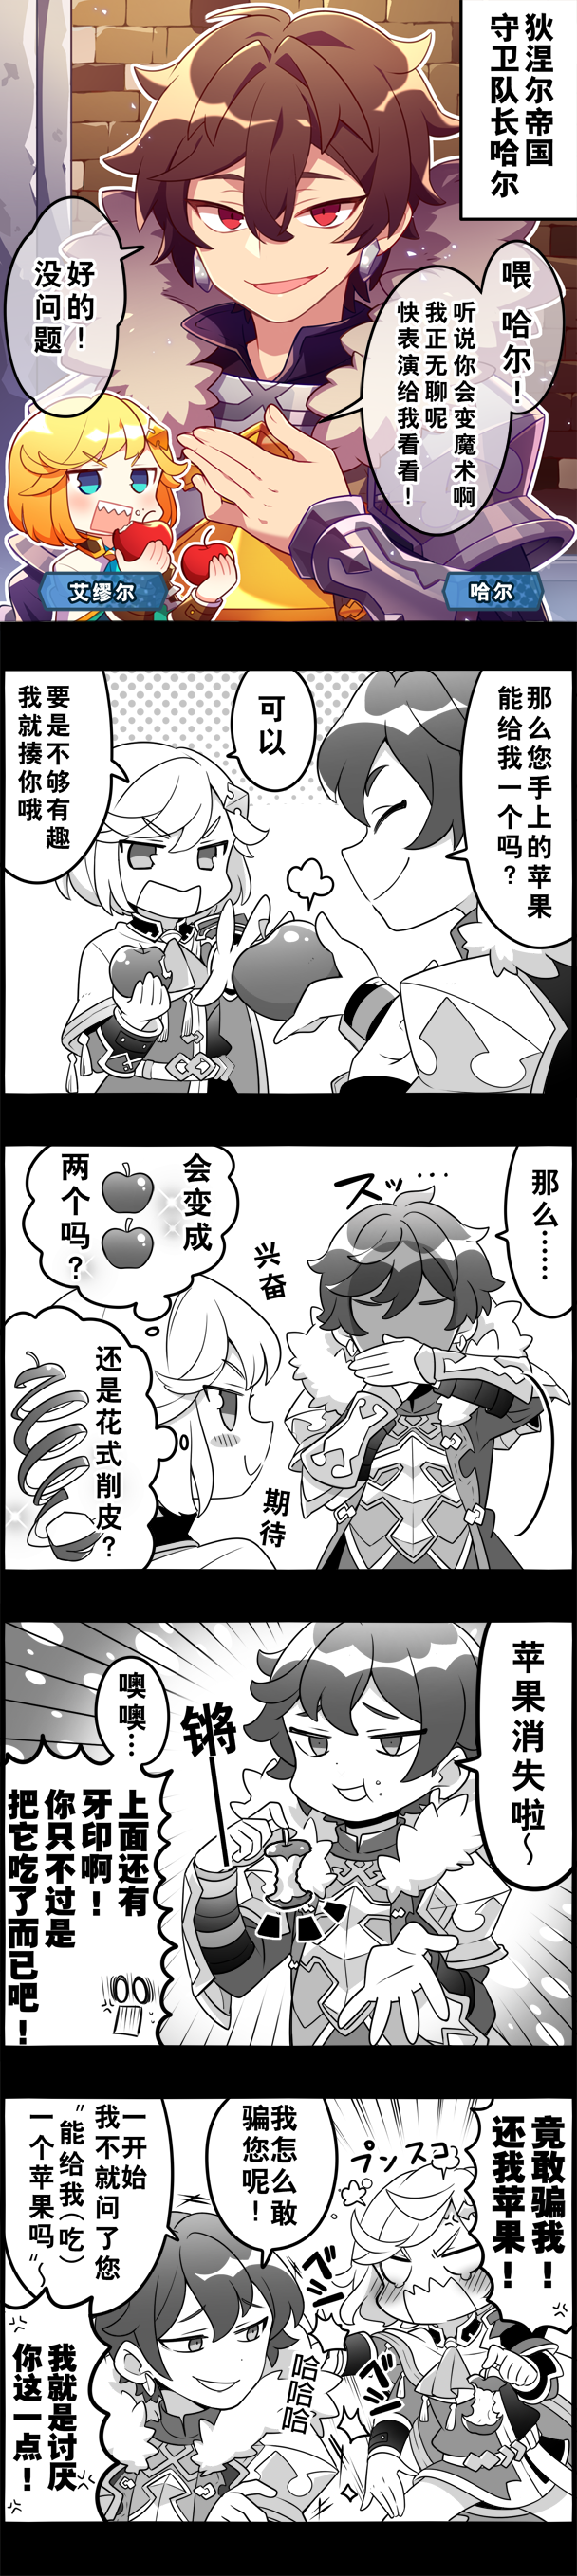 狄涅尔帝国
守卫队长哈尔
喂 哈尔！
听说你会变魔术啊
我正无聊呢
快表演给我看看！
好的！
没问题
艾缪尔
哈尔
那么您手上的苹果
能给我一个吗？
可以
要是不够有趣
我就揍你哦
那么……
スッ…
会变成
两个吗？
兴奋
还是花式削皮？
期待
苹果消失啦～
锵
噢噢…
上面还有
牙印啊！
你只不过是
把它吃了而已吧！
竟敢骗我！
还我苹果！
プンスコ
ズシ
ズシ
我怎么敢
骗您呢！
一开始
我不就问了您
“能给我（吃）
一个苹果吗”～
哈哈哈
我就是讨厌
你这一点！